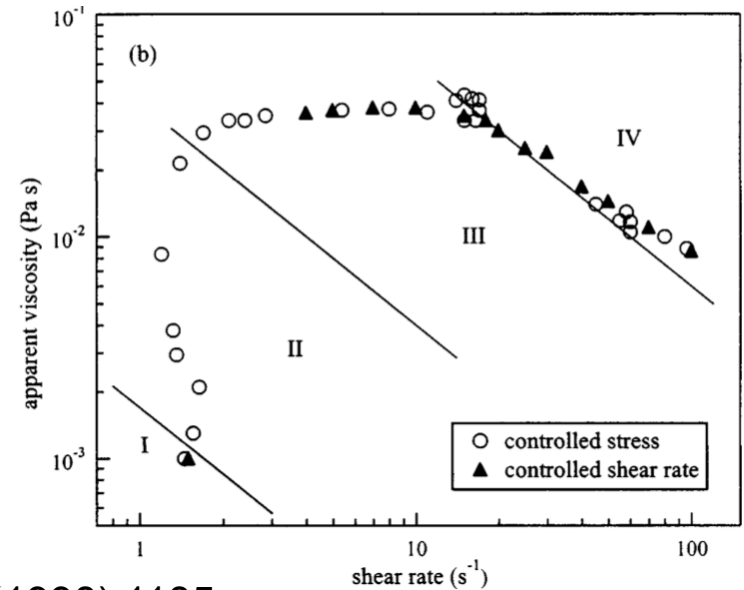 (b)
10⁻¹
10⁻²
10⁻³
apparent viscosity (Pa s)
I
II
III
IV
○ controlled stress
▲ controlled shear rate
1
10
100
shear rate (s⁻¹)